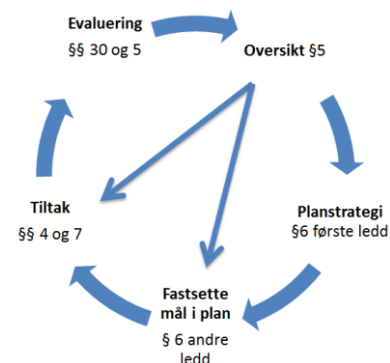 Evaluering
§§ 30 og 5
Oversikt §5
Planstrategi
§6 første ledd
Fastsette
mål i plan
§ 6 andre
ledd
Tiltak
§§ 4 og 7